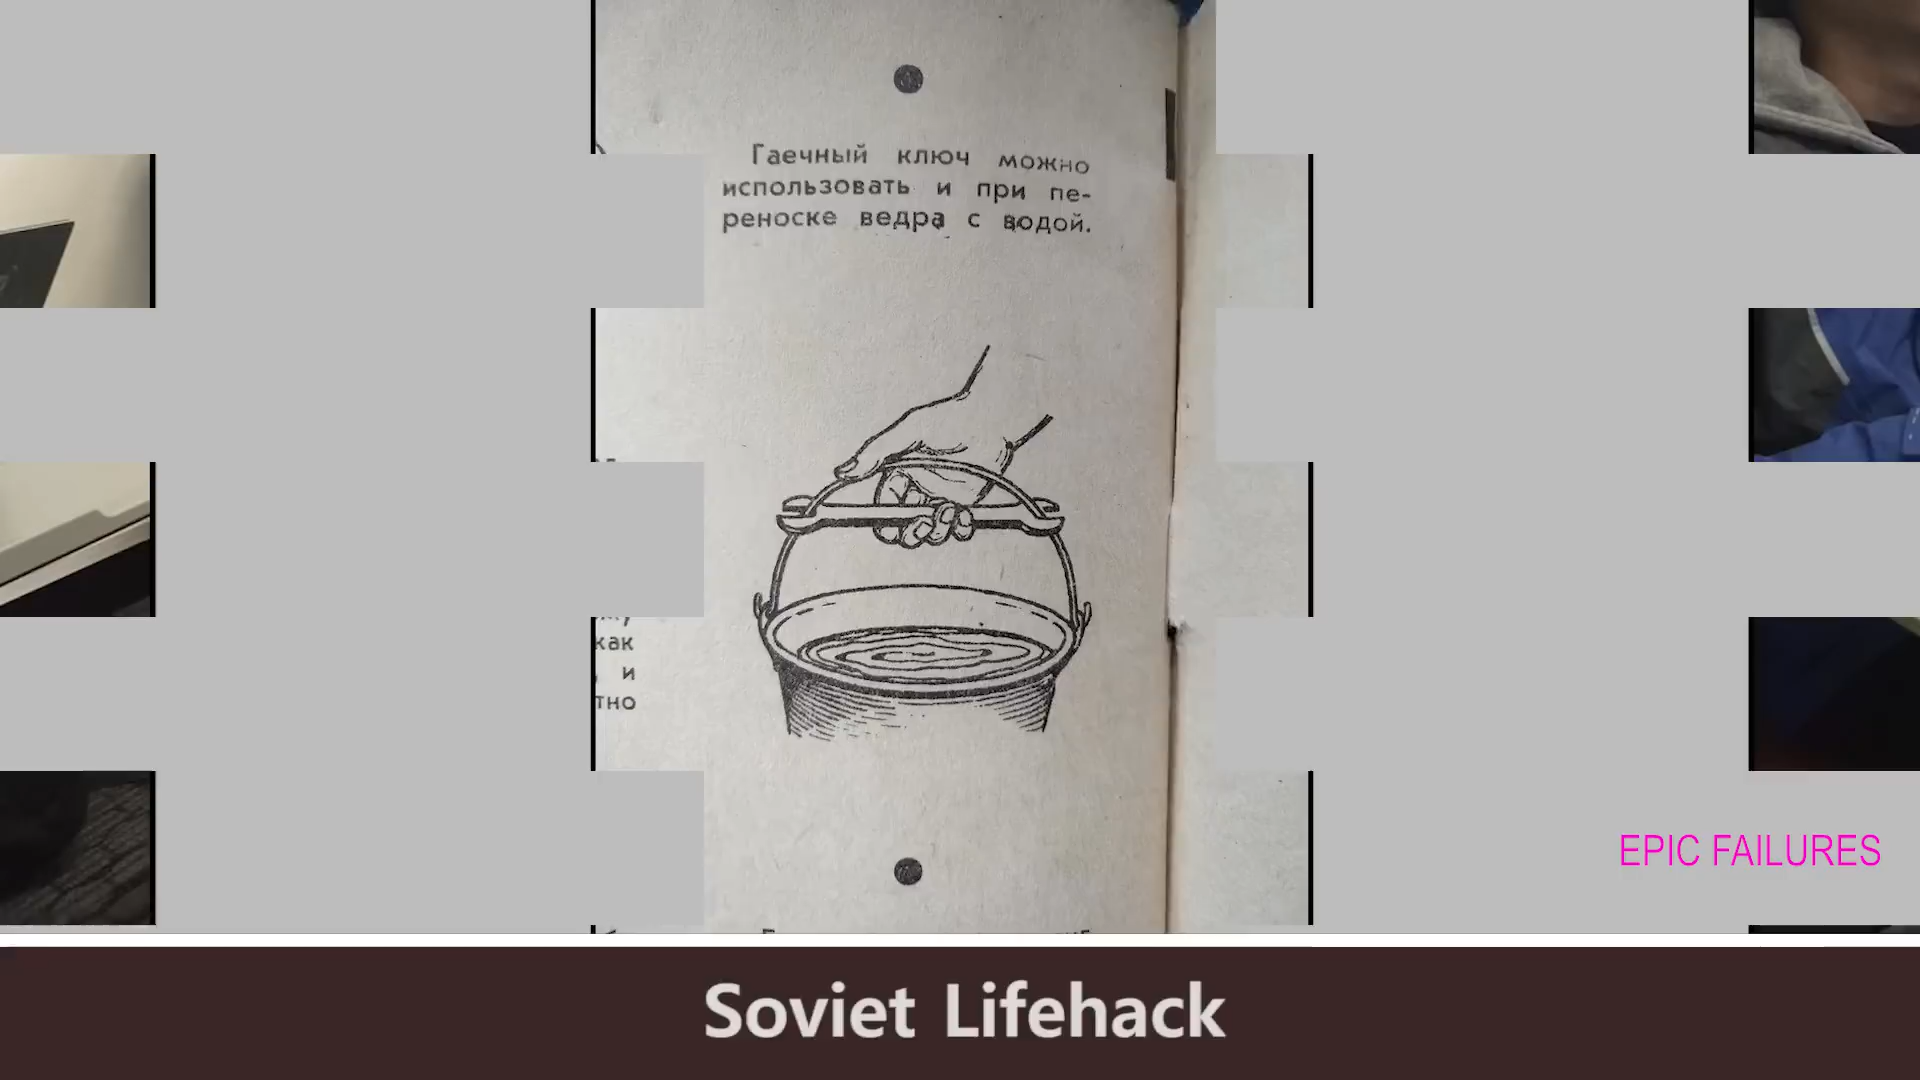 Гаечный ключ можно
использовать и при пе-
реноске ведра с водой.
как
и
тно
EPIC FAILURES
Soviet Lifehack